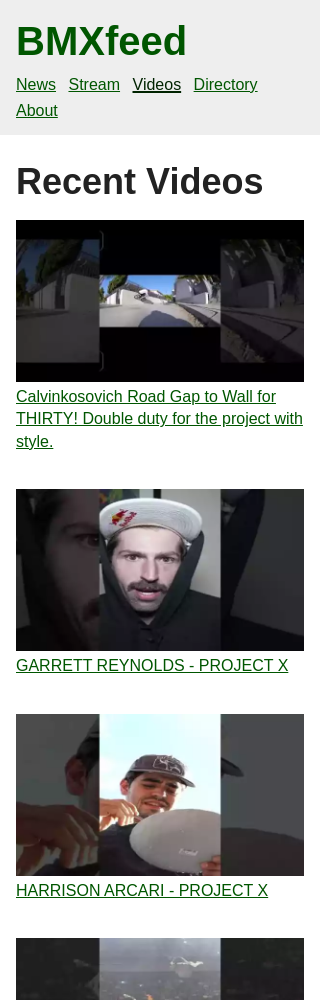 BMXfeed
News Stream Videos Directory
About
Recent Videos
Calvinkosovich Road Gap to Wall for
THIRTY! Double duty for the project with
style.
GARRETT REYNOLDS - PROJECT X
HARRISON ARCARI - PROJECT X